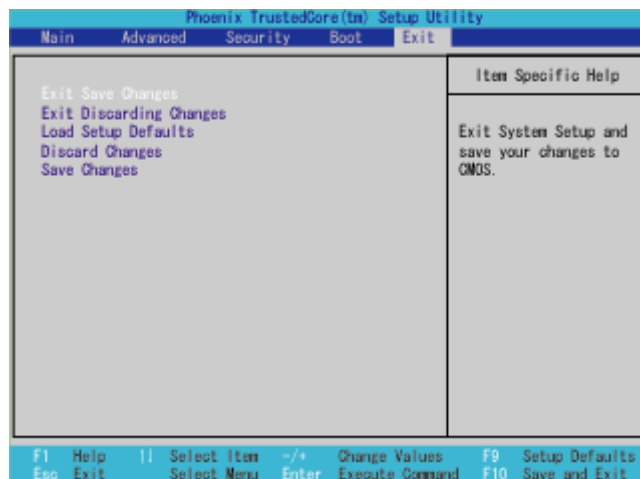 Phoenix TrustedCore(tm) Setup Utility
Main Advanced Security Boot Exit
Item Specific Help
Exit Save Changes
Exit Discarding Changes
Load Setup Defaults
Discard Changes
Save Changes
Exit System Setup and
save your changes to
CMOS.
F1 Help ↑↓ Select Item -/+ Change Values F9 Setup Defaults
Esc Exit Select Menu Enter Execute Command F10 Save and Exit